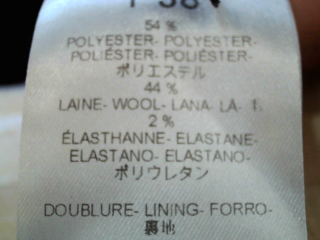 54 %
POLYESTER- POLYESTER-
POLIÉSTER- POLIÉSTER-
ポリエステル
44 %
LAINE- WOOL- LANA- LÃ-
2 %
ÉLASTHANNE- ELASTANE-
ELASTANO- ELASTANO-
ポリウレタン
DOUBLURE- LINING- FORRO-
裏地